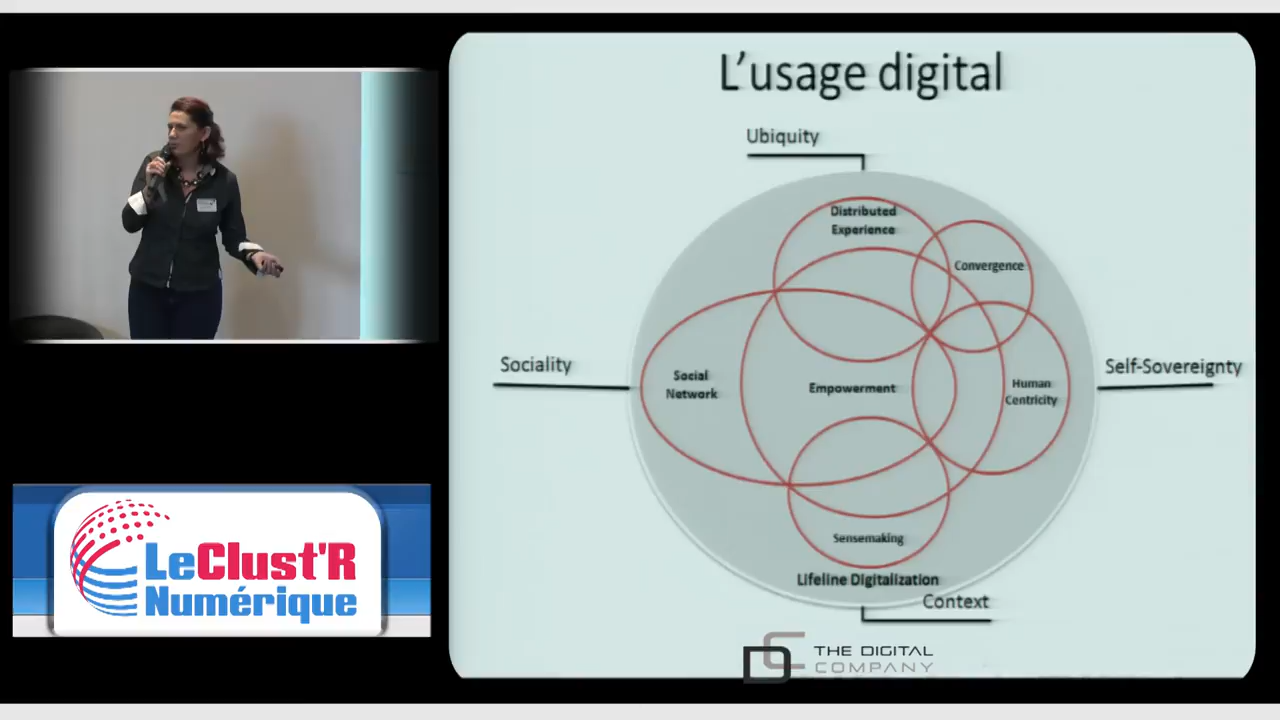 L'usage digital
Ubiquity
Distributed
Experience
Convergence
Sociality
Self-Sovereignty
Social
Network
Empowerment
Human
Centricity
Sensemaking
Lifeline Digitalization
Context
THE DIGITAL
COMPANY
LeClust'R
Numérique